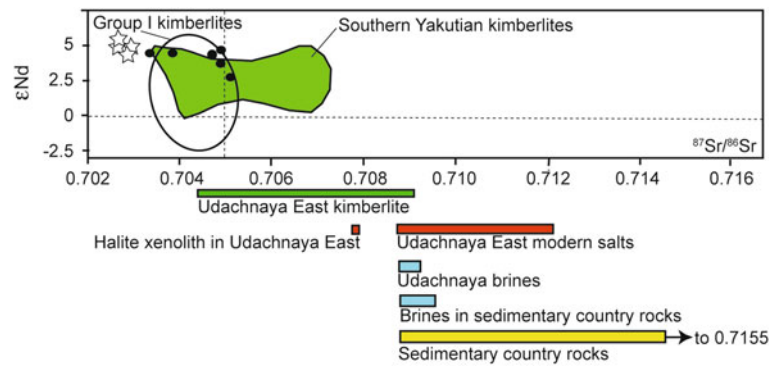 Group I kimberlites
Southern Yakutian kimberlites
5
2.5
0
-2.5
εNd
87Sr/86Sr
0.702 0.704 0.706 0.708 0.710 0.712 0.714 0.716
Udachnaya East kimberlite
Halite xenolith in Udachnaya East
Udachnaya East modern salts
Udachnaya brines
Brines in sedimentary country rocks
to 0.7155
Sedimentary country rocks